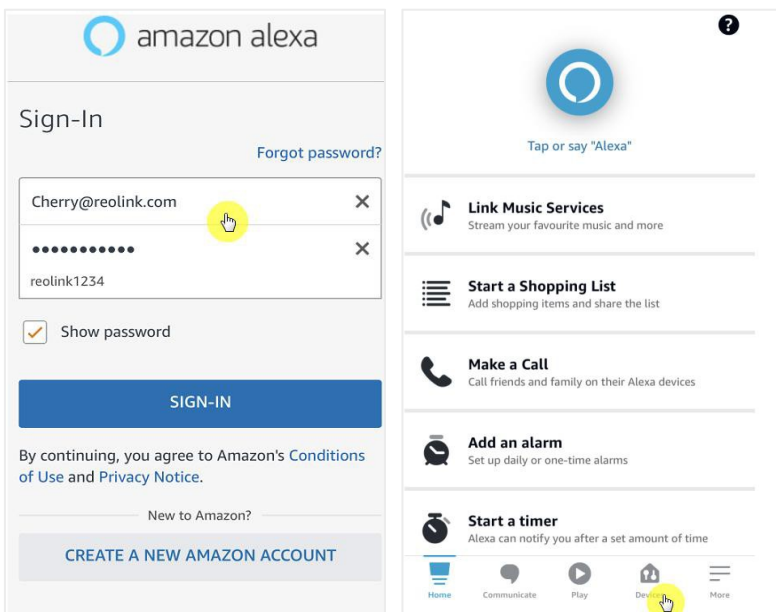 amazon alexa
Sign-In
Forgot password?
Cherry@reolink.com
●●●●●●●●●●●
reolink1234
Show password
SIGN-IN
By continuing, you agree to Amazon's Conditions
of Use and Privacy Notice.
New to Amazon?
CREATE A NEW AMAZON ACCOUNT
?
Tap or say "Alexa"
Link Music Services
Stream your favourite music and more
Start a Shopping List
Add shopping items and share the list
Make a Call
Call friends and family on their Alexa devices
Add an alarm
Set up daily or one-time alarms
Start a timer
Alexa can notify you after a set amount of time
Home Communicate Play Devices More